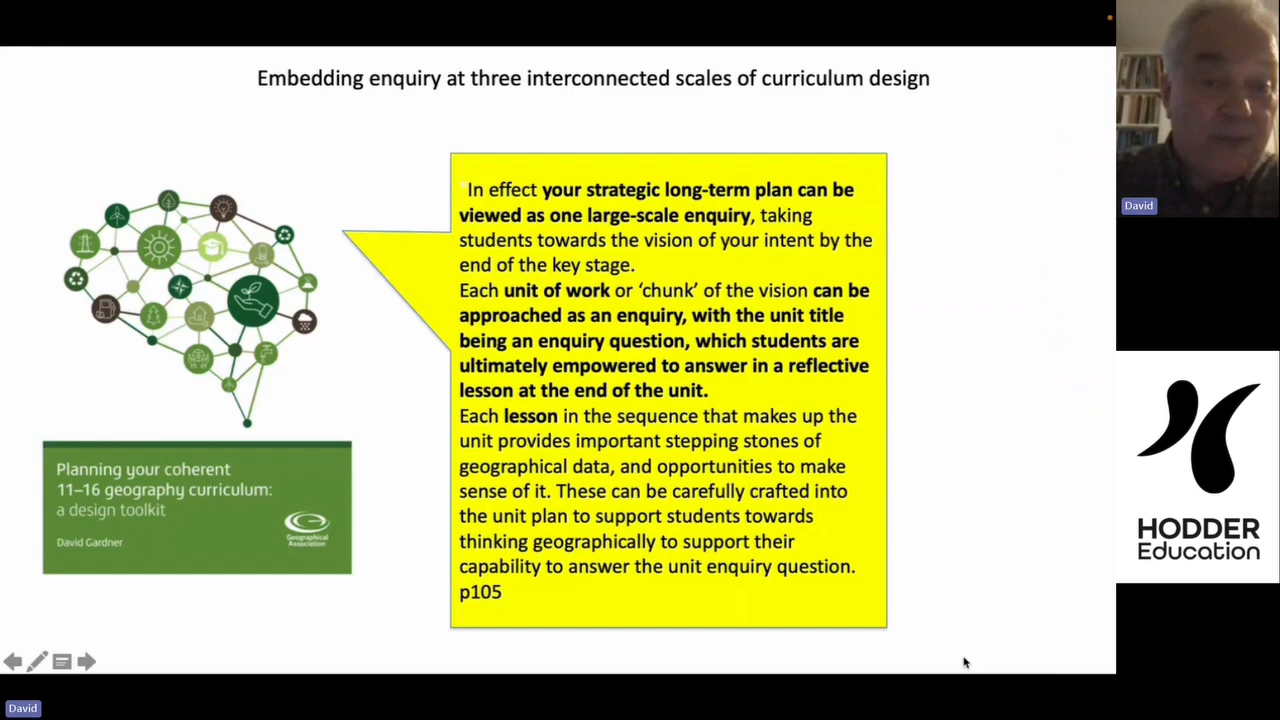 Embedding enquiry at three interconnected scales of curriculum design
In effect your strategic long-term plan can be
viewed as one large-scale enquiry, taking
students towards the vision of your intent by the
end of the key stage.
Each unit of work or ‘chunk’ of the vision can be
approached as an enquiry, with the unit title
being an enquiry question, which students are
ultimately empowered to answer in a reflective
lesson at the end of the unit.
Each lesson in the sequence that makes up the
unit provides important stepping stones of
geographical data, and opportunities to make
sense of it. These can be carefully crafted into
the unit plan to support students towards
thinking geographically to support their
capability to answer the unit enquiry question.
p105
Planning your coherent
11–16 geography curriculum:
a design toolkit
David Gardner
Geographical
Association
David
HODDER
Education
David